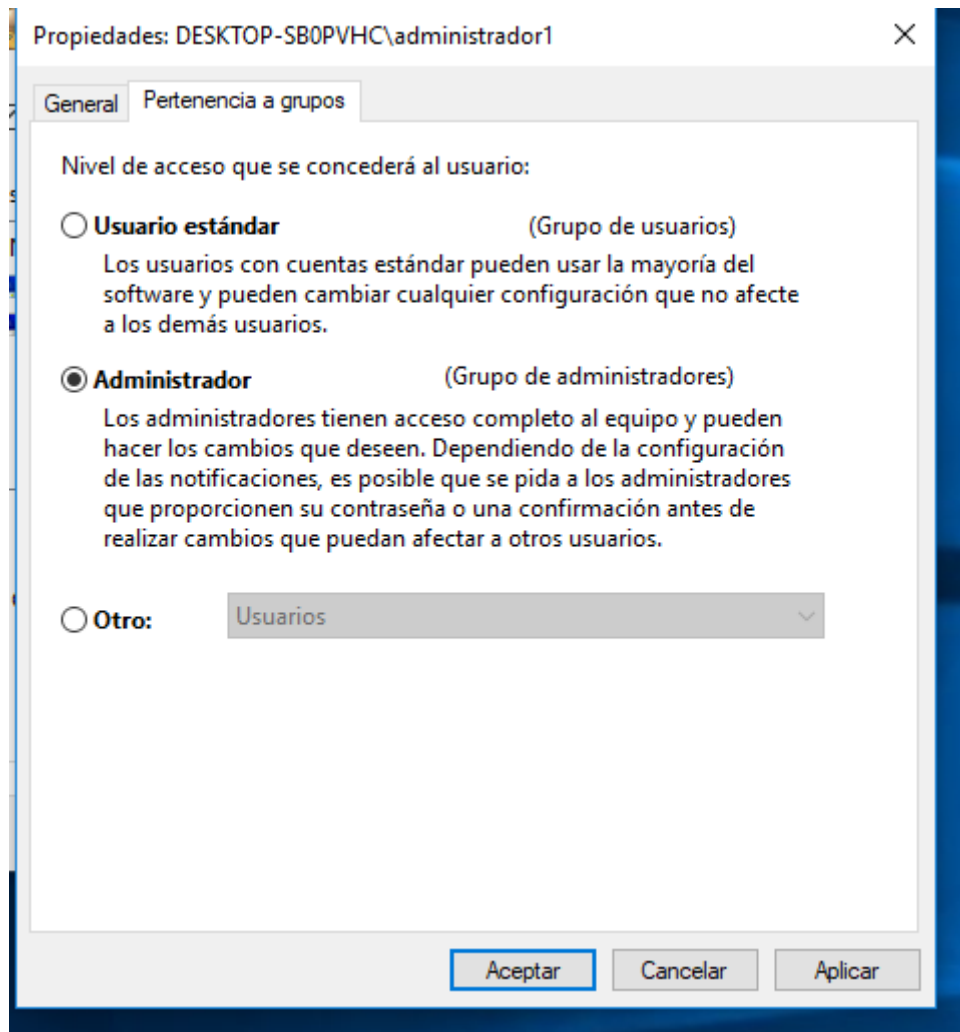 Propiedades: DESKTOP-SB0PVHC\administrador1
General
Pertenencia a grupos
Nivel de acceso que se concederá al usuario:
Usuario estándar (Grupo de usuarios)
Los usuarios con cuentas estándar pueden usar la mayoría del
software y pueden cambiar cualquier configuración que no afecte
a los demás usuarios.
Administrador (Grupo de administradores)
Los administradores tienen acceso completo al equipo y pueden
hacer los cambios que deseen. Dependiendo de la configuración
de las notificaciones, es posible que se pida a los administradores
que proporcionen su contraseña o una confirmación antes de
realizar cambios que puedan afectar a otros usuarios.
Otro: Usuarios
Aceptar Cancelar Aplicar